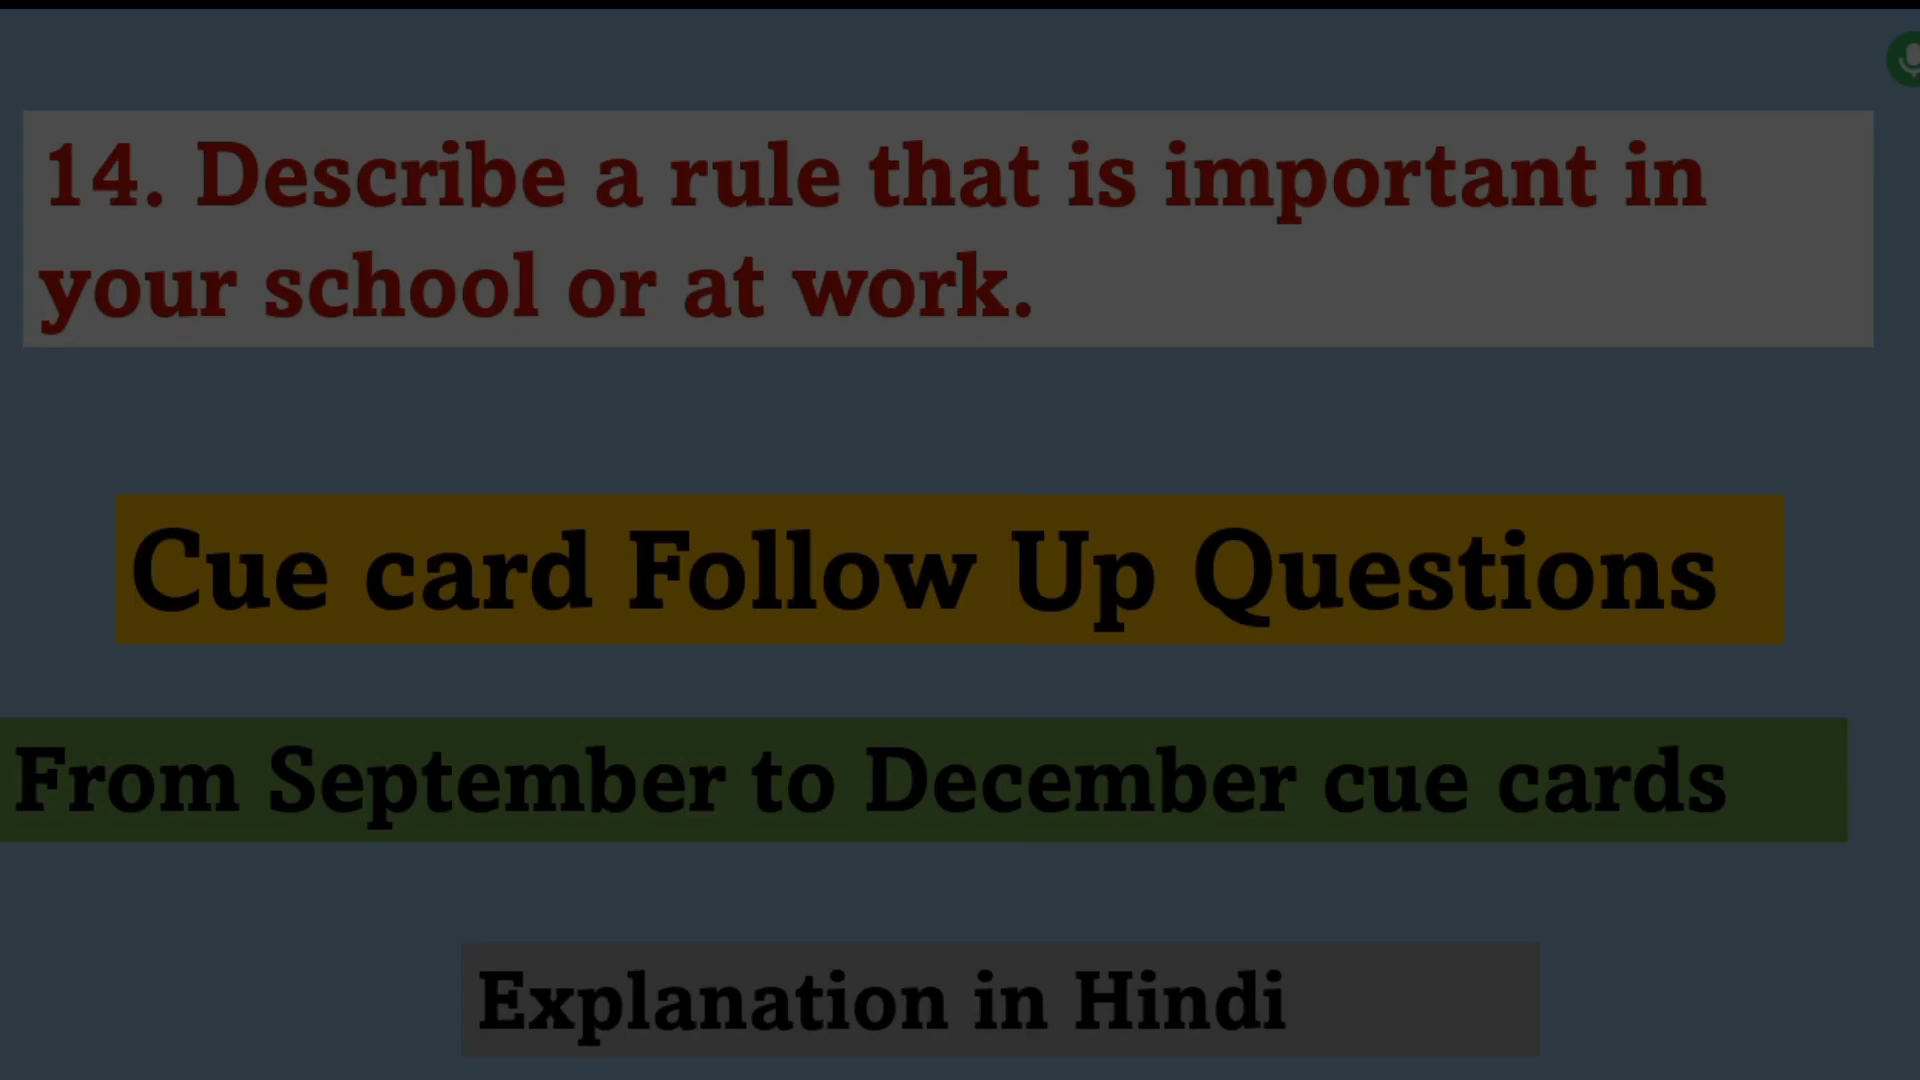 14. Describe a rule that is important in
your school or at work.
Cue card Follow Up Questions
From September to December cue cards
Explanation in Hindi